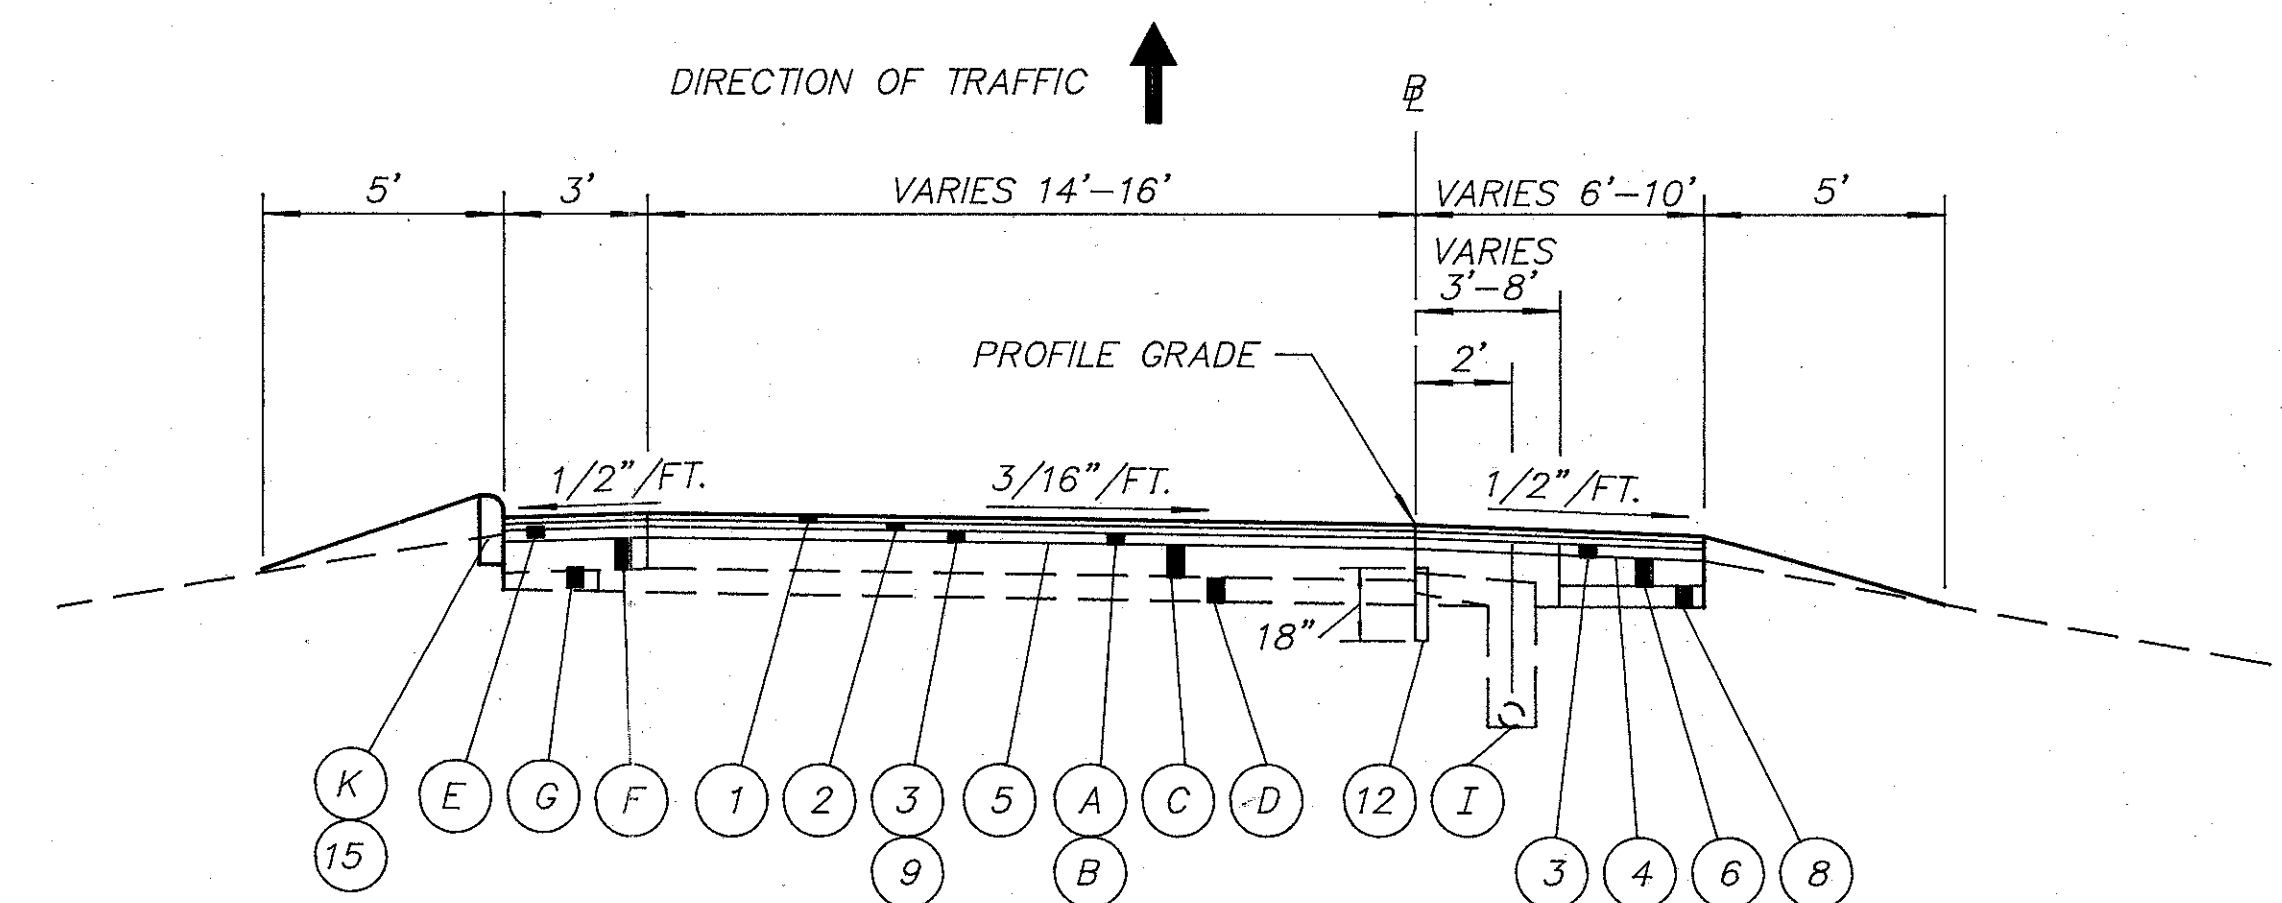 DIRECTION OF TRAFFIC
PL
5'
3'
VARIES 14'-16'
VARIES 6'-10'
5'
VARIES
3'-8'
2'
PROFILE GRADE
1/2"/FT.
3/16"/FT.
1/2"/FT.
18"
K
E
G
F
1
2
3
5
A
C
D
12
I
15
9
B
3
4
6
8